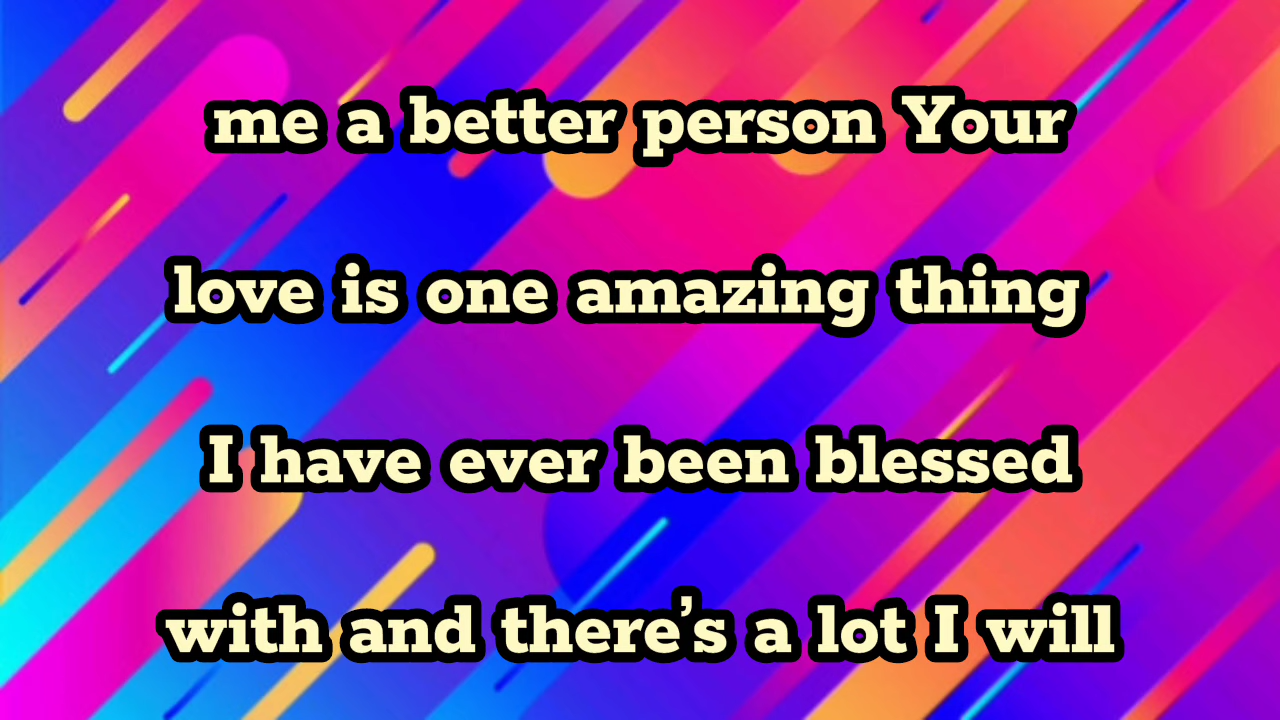 me a better person Your
love is one amazing thing
I have ever been blessed
with and there's a lot I will